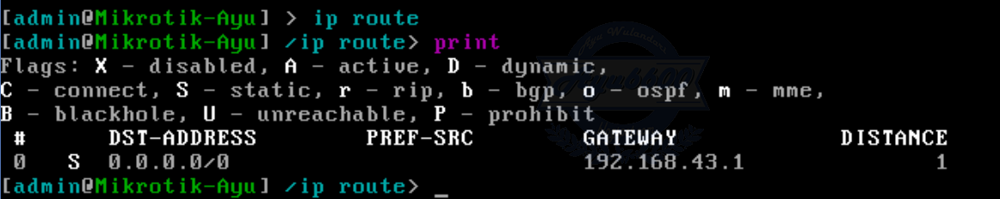 [admin@Mikrotik-Ayu] > ip route
[admin@Mikrotik-Ayu] /ip route> print
Flags: X - disabled, A - active, D - dynamic,
C - connect, S - static, r - rip, b - bgp, o - ospf, m - mme,
B - blackhole, U - unreachable, P - prohibit
# DST-ADDRESS PREF-SRC GATEWAY DISTANCE
0 S 0.0.0.0/0 192.168.43.1 1
[admin@Mikrotik-Ayu] /ip route> _